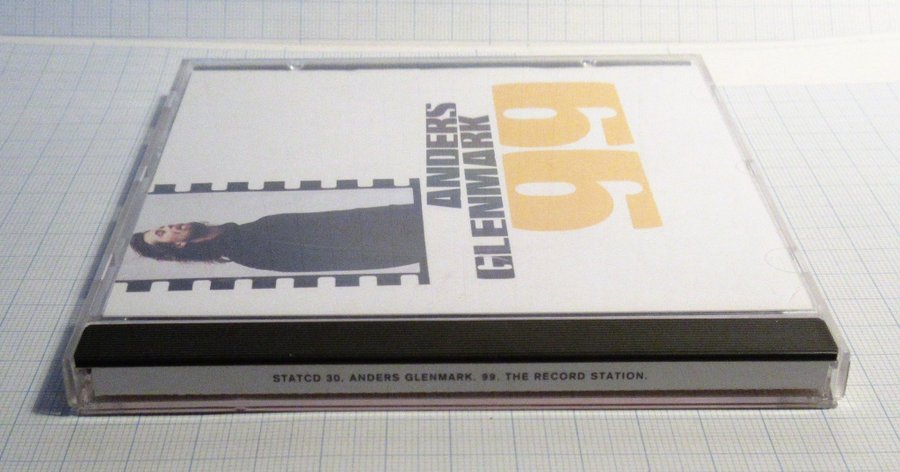 99
ANDERS
GLENMARK
STATCD 30. ANDERS GLENMARK. 99. THE RECORD STATION.